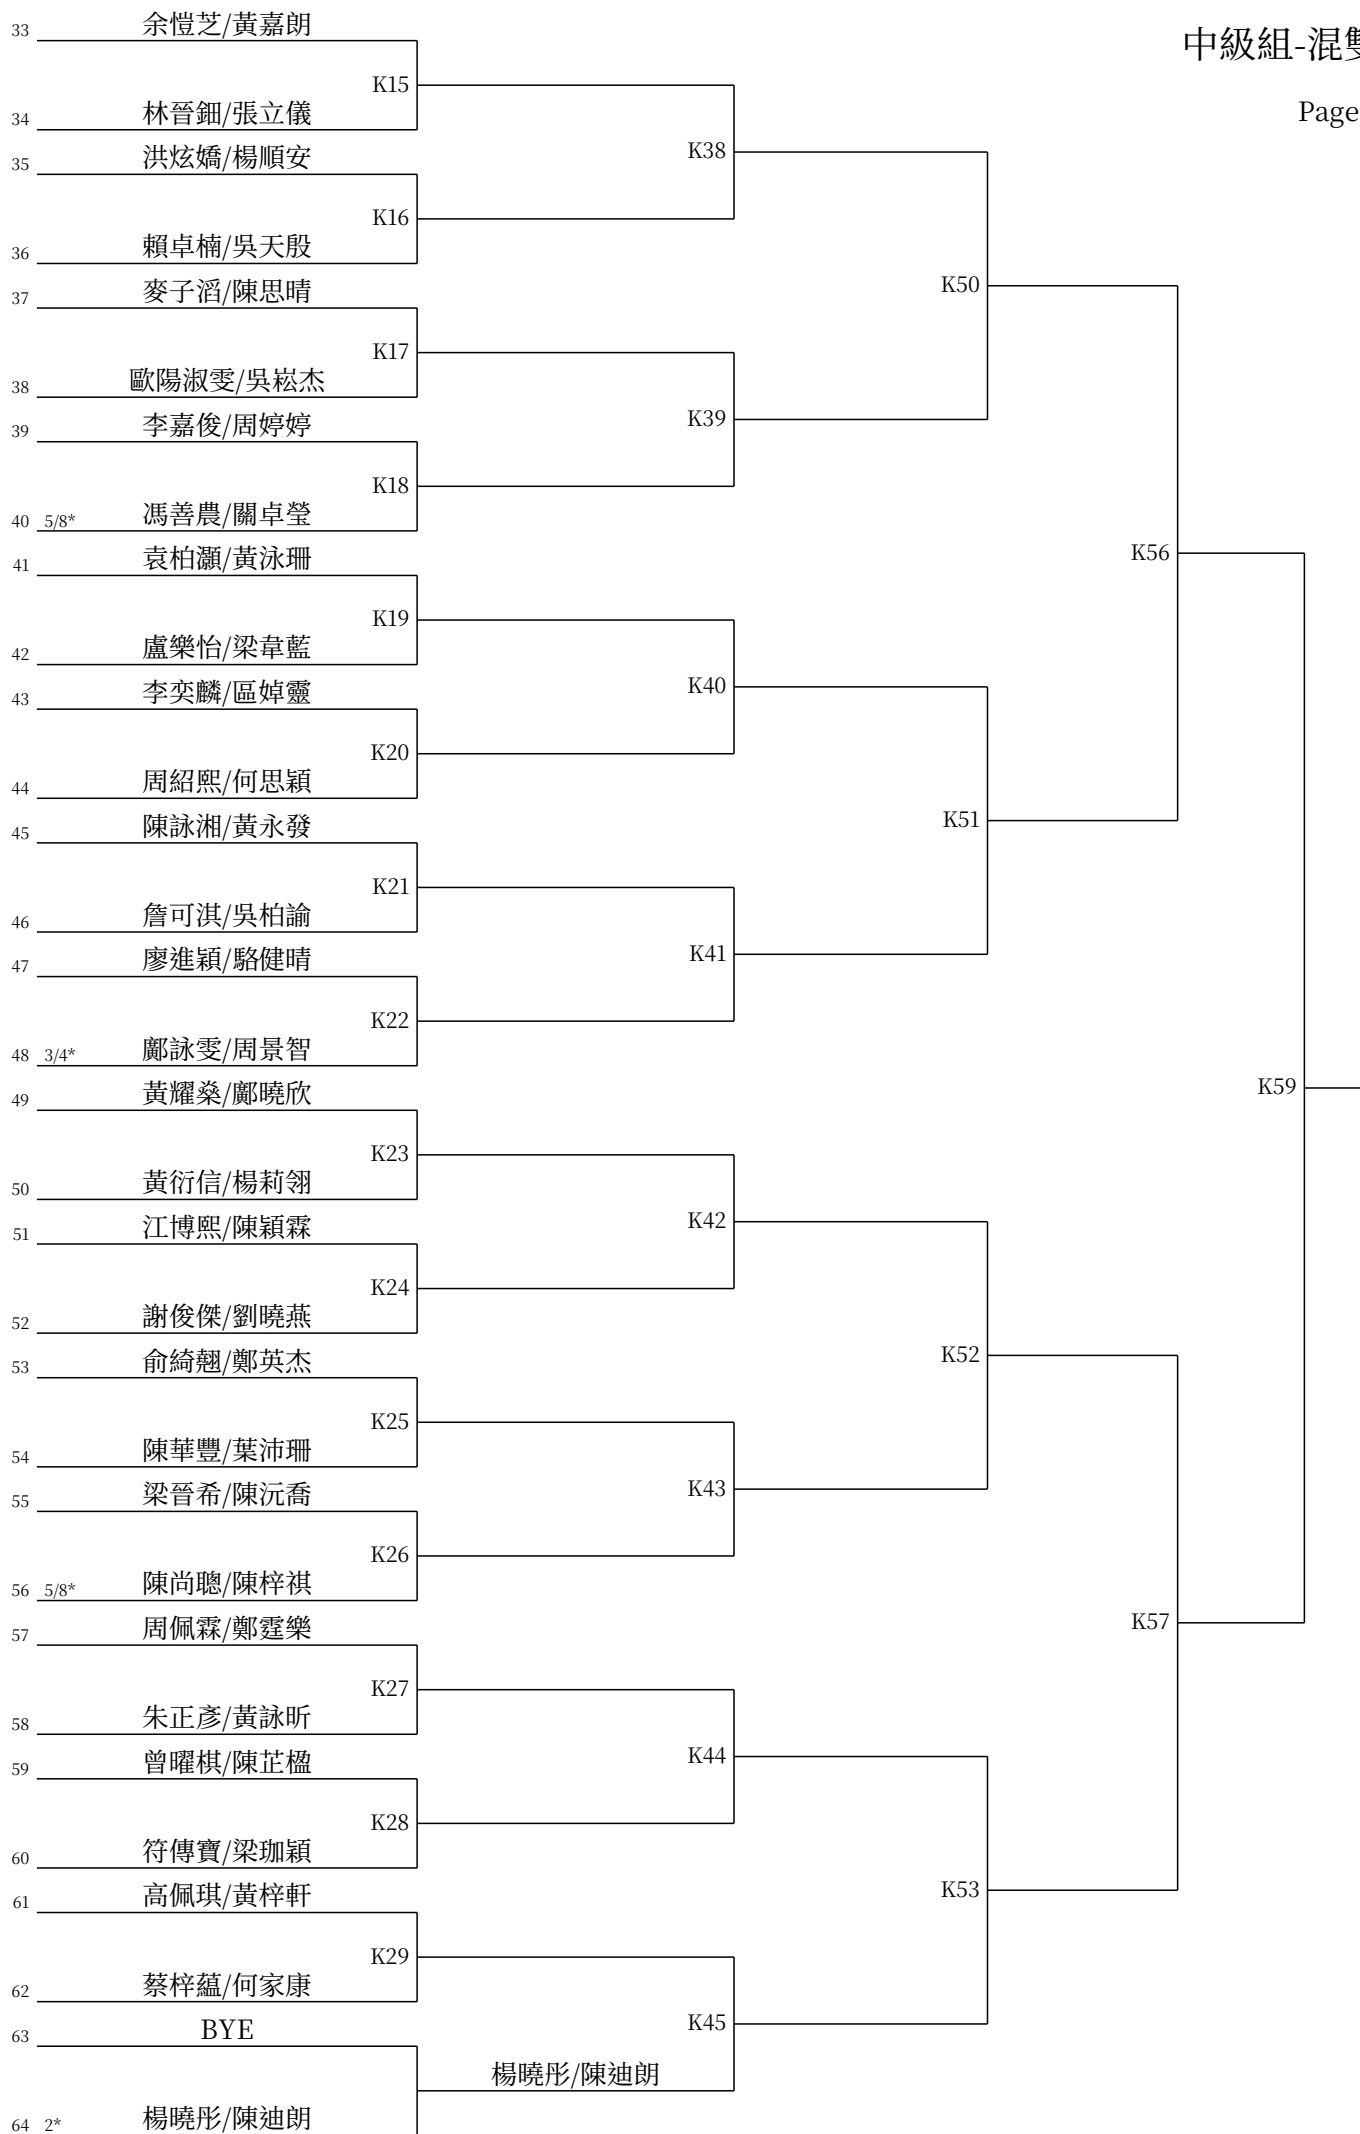 中級組-混雙
Page
33 余愷芝/黃嘉朗
K15
34 林晉鈿/張立儀
35 洪炫嬌/楊順安
K38
K16
36 賴卓楠/吳天殷
37 麥子滔/陳思晴
K50
K17
38 歐陽淑雯/吳崧杰
39 李嘉俊/周婷婷
K39
K18
40 5/8* 馮善農/關卓瑩
41 袁柏灝/黃泳珊
K56
K19
42 盧樂怡/梁韋藍
43 李奕麟/區婥靈
K40
K20
44 周紹熙/何思穎
45 陳詠湘/黃永發
K51
K21
46 詹可淇/吳柏諭
47 廖進穎/駱健晴
K41
K22
48 3/4* 鄺詠雯/周景智
49 黃耀燊/鄺曉欣
K59
K23
50 黃衍信/楊莉翎
51 江博熙/陳穎霖
K42
K24
52 謝俊傑/劉曉燕
53 俞綺翹/鄭英杰
K52
K25
54 陳華豐/葉沛珊
55 梁晉希/陳沅喬
K43
K26
56 5/8* 陳尚聰/陳梓祺
57 周佩霖/鄭霆樂
K57
K27
58 朱正彥/黃詠昕
59 曾曜棋/陳芷楹
K44
K28
60 符傳寶/梁珈穎
61 高佩琪/黃梓軒
K53
K29
62 蔡梓蘊/何家康
63 BYE
K45
楊曉彤/陳迪朗
64 2* 楊曉彤/陳迪朗